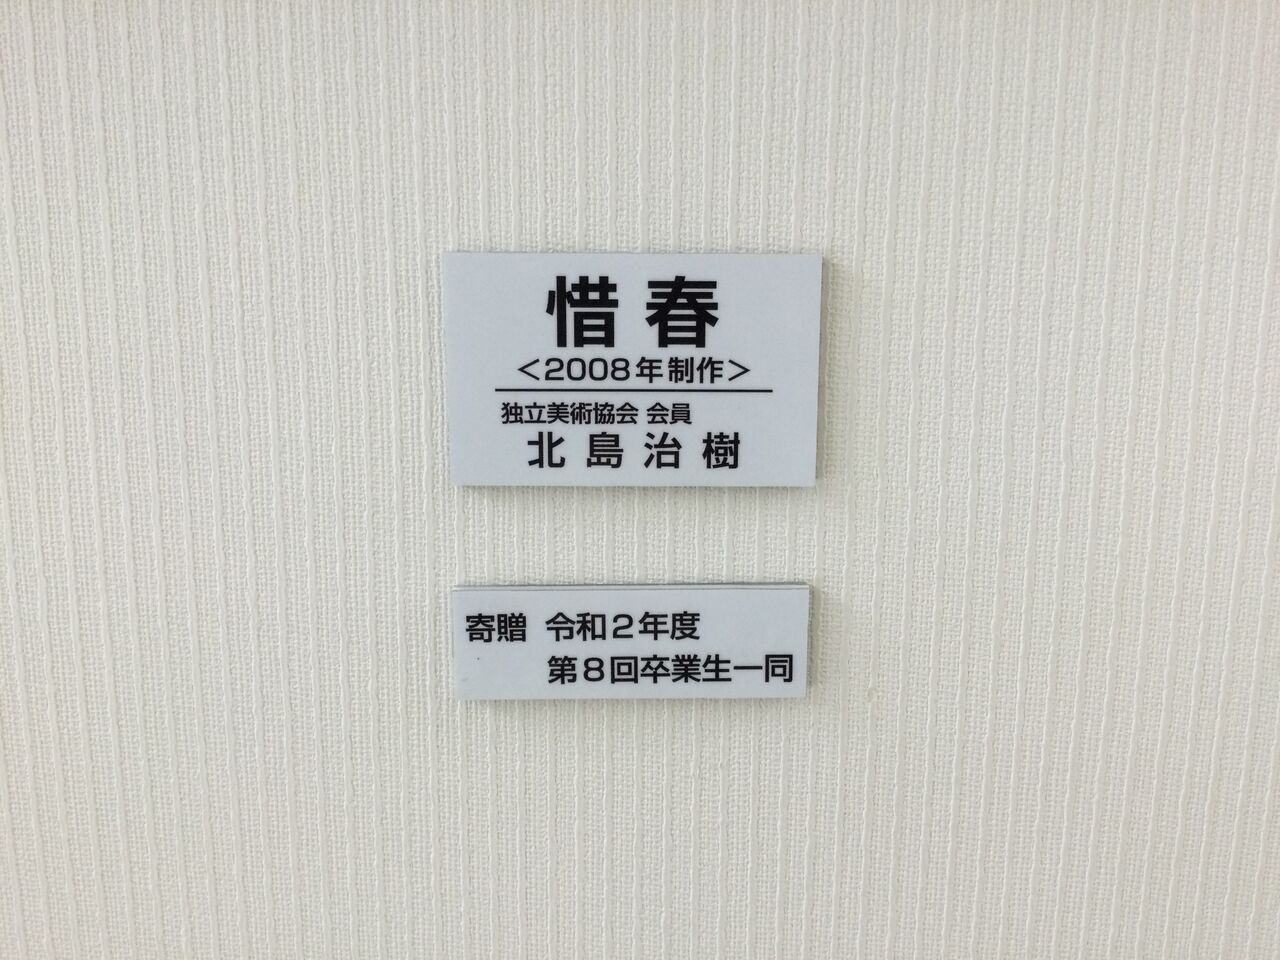 惜春
＜2008年制作＞
独立美術協会 会員
北島治樹
寄贈 令和2年度
第8回卒業生一同